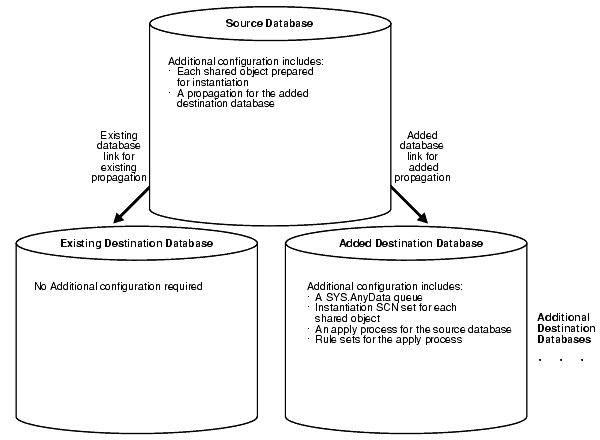 Source Database
Additional configuration includes:
· Each shared object prepared
for instantiation
· A propagation for the added
destination database
Existing
database
link for
existing
propagation
Added
database
link for
added
propagation
Existing Destination Database
No Additional configuration required
Added Destination Database
Additional configuration includes:
· A SYS.AnyData queue
· Instantiation SCN set for each
shared object
· An apply process for the source database
· Rule sets for the apply process
Additional
Destination
Databases
. . .